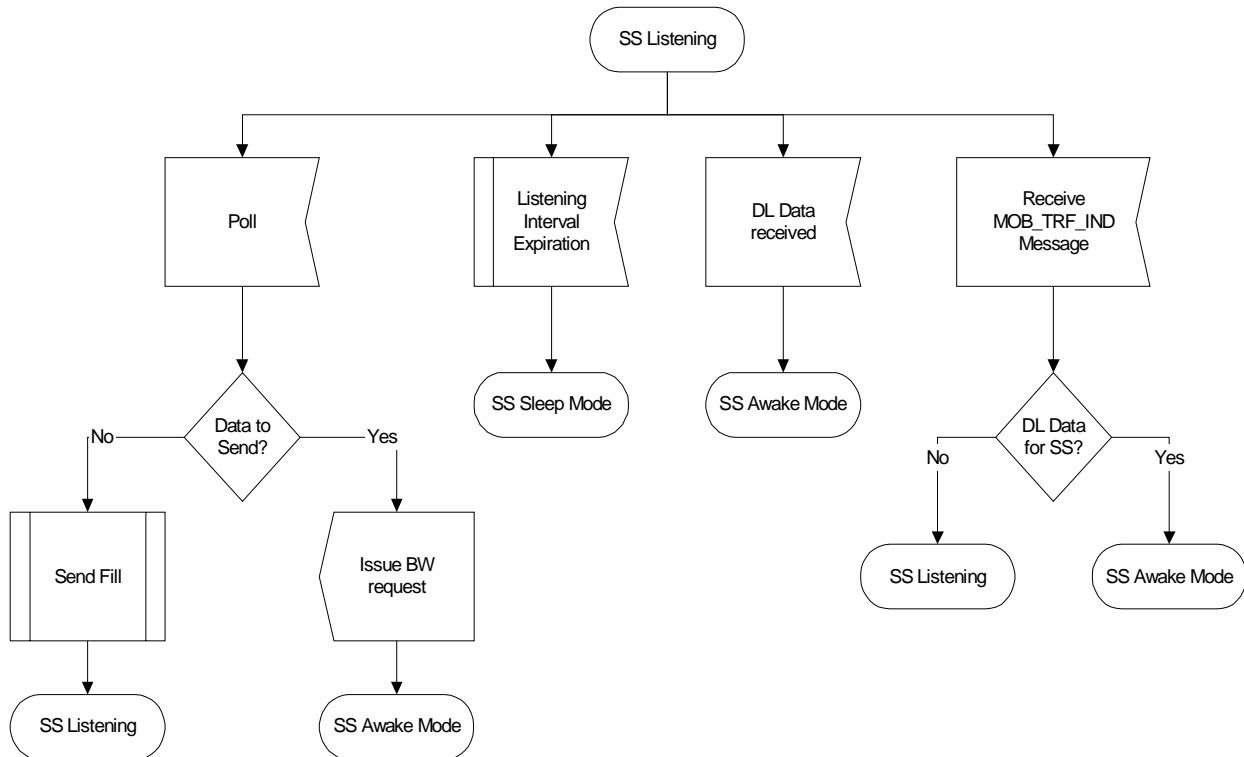 SS Listening
Poll
Listening
Interval
Expiration
DL Data
received
Receive
MOB_TRF_IND
Message
SS Sleep Mode
SS Awake Mode
No
Data to
Send?
Yes
DL Data
for SS?
No
Yes
Send Fill
Issue BW
request
SS Listening
SS Awake Mode
SS Listening
SS Awake Mode